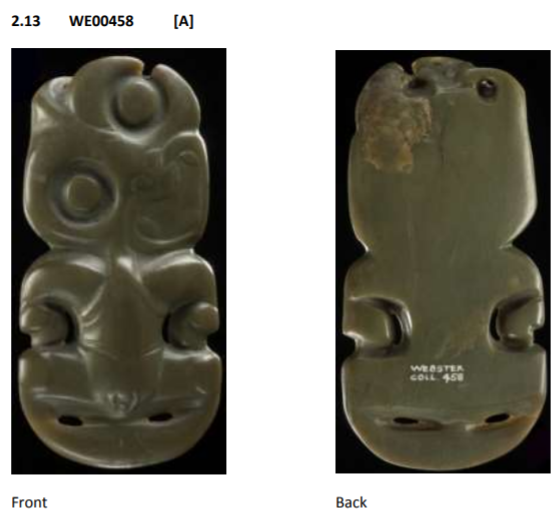 2.13 WE00458 [A]
WEBSTER
COLL. 458
Front
Back